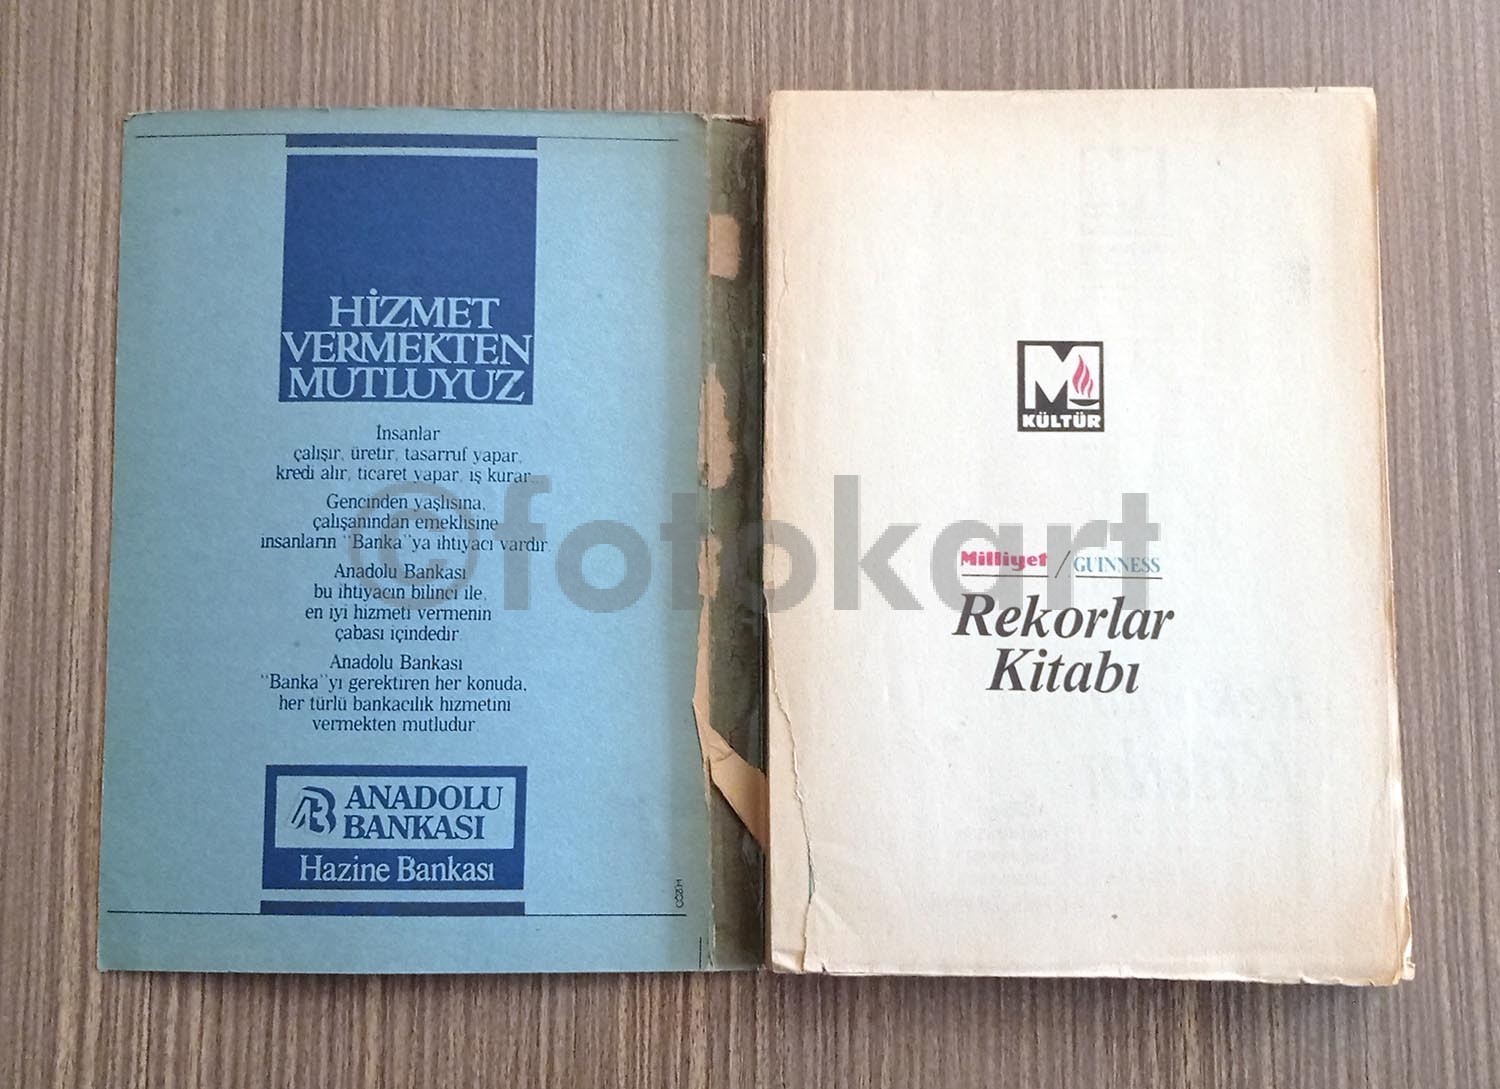 HİZMET
VERMEKTEN
MUTLUYUZ
İnsanlar
çalışır, üretir, tasarruf yapar,
kredi alır, ticaret yapar, iş kurar...
Gencinden yaşlısına,
çalışanından emeklisine
insanların "Banka"ya ihtiyacı vardır.
Anadolu Bankası
bu ihtiyacın bilinci ile,
en iyi hizmeti vermenin
çabası içindedir.
Anadolu Bankası
"Banka"yı gerektiren her konuda,
her türlü bankacılık hizmetini
vermekten mutludur.
ANADOLU
BANKASI
Hazine Bankası
M
KÜLTÜR
Milliyet / GUINNESS
Rekorlar
Kitabı
©fotokart